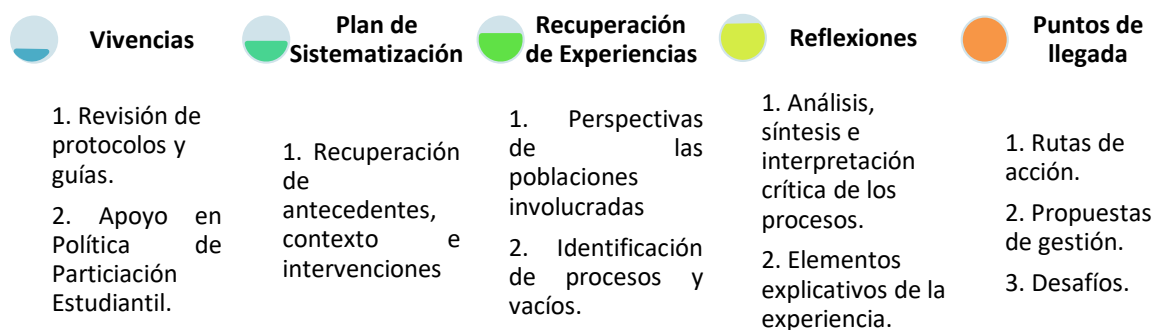 Vivencias
1. Revisión de
protocolos y
guías.
2. Apoyo en
Política de
Particiación
Estudiantil.
Plan de
Sistematización
1. Recuperación
de
antecedentes,
contexto e
intervenciones
Recuperación
de Experiencias
1. Perspectivas
de las
poblaciones
involucradas
2. Identificación
de procesos y
vacíos.
Reflexiones
1. Análisis,
síntesis e
interpretación
crítica de los
procesos.
2. Elementos
explicativos de la
experiencia.
Puntos de
llegada
1. Rutas de
acción.
2. Propuestas
de gestión.
3. Desafíos.